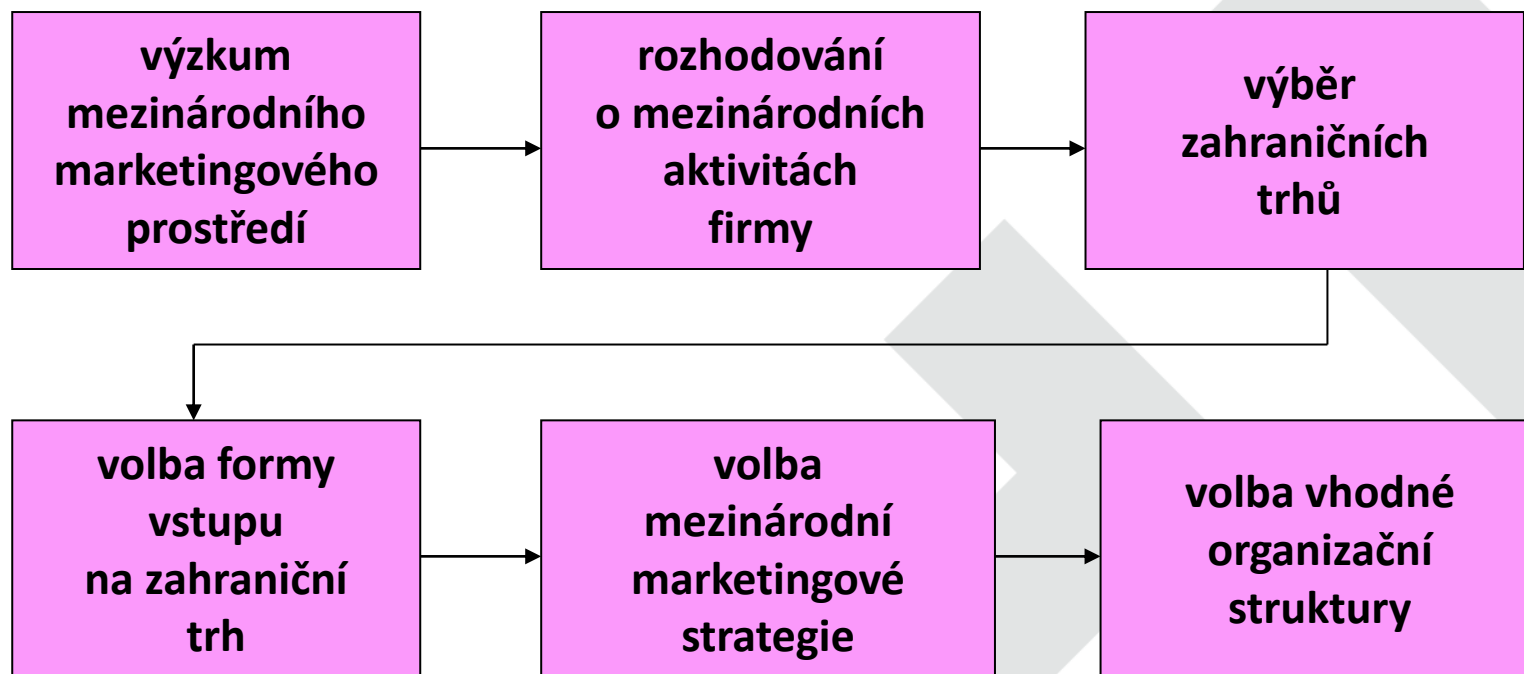 výzkum
mezinárodního
marketingového
prostředí
rozhodování
o mezinárodních
aktivitách
firmy
výběr
zahraničních
trhů
volba formy
vstupu
na zahraniční
trh
volba
mezinárodní
marketingové
strategie
volba vhodné
organizační
struktury